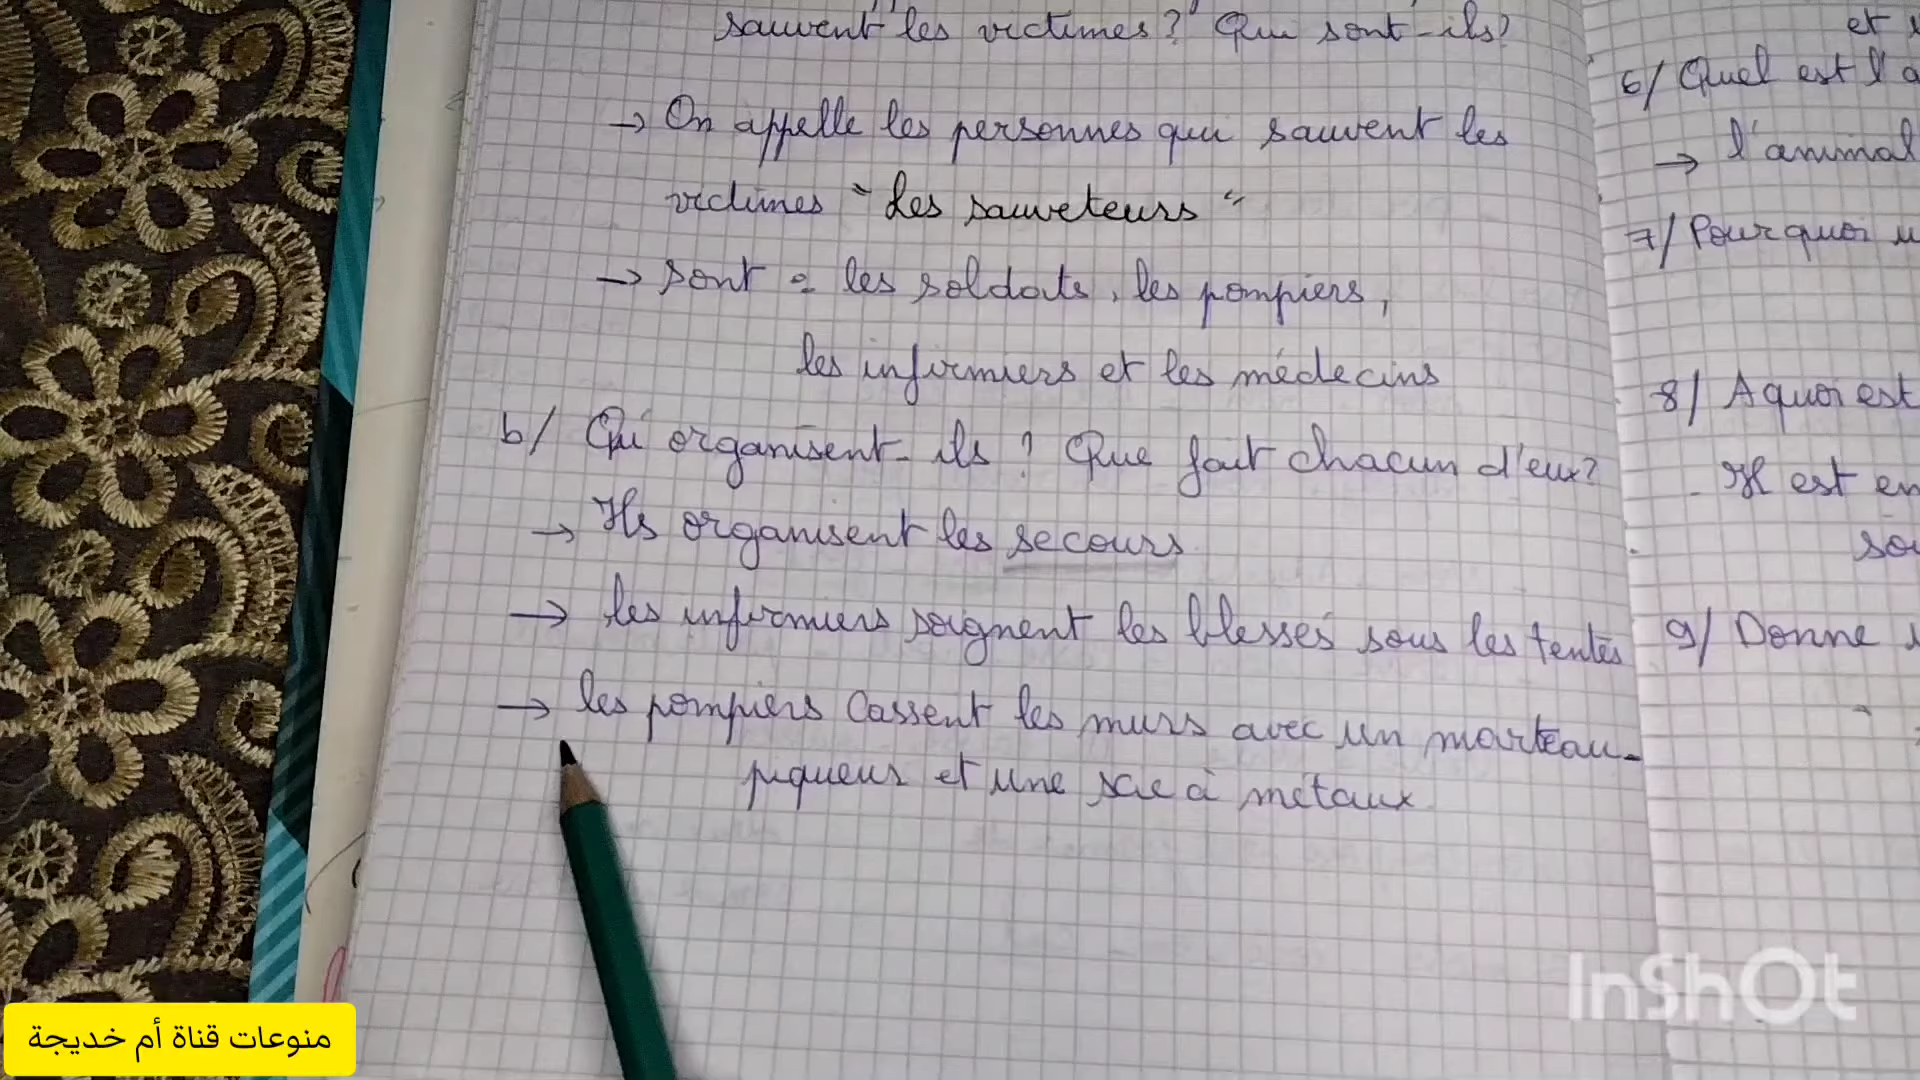 sauvent les victimes? Qui sont-ils?
→ On appelle les personnes qui sauvent les
victimes "Les sauveteurs"
→ sont = les soldats, les pompiers,
les infirmiers et les médecins
b/ Qu'organisent-ils ? Que fait chacun d'eux?
→ Ils organisent les secours
→ les infirmiers soignent les blessés sous les tentes
→ les pompiers cassent les murs avec un marteau-
piqueur et une scie à métaux
et
6/ Quel est l'a
→ l'animal
7/ Pourquoi
8/ A quoi est
- Il est en
9/ Donne
InShOt
منوعات قناة أم خديجة